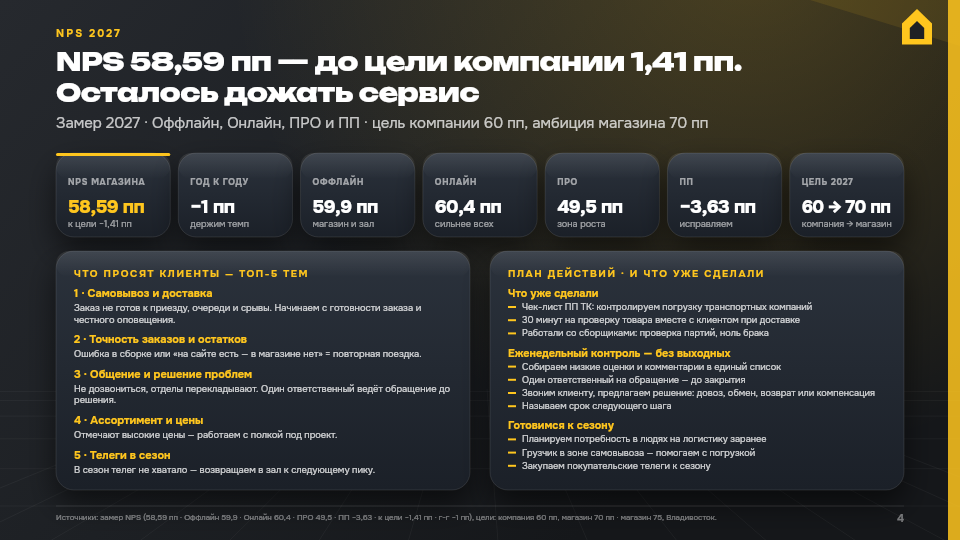 NPS 2027
NPS 58,59 пп — до цели компании 1,41 пп.
Осталось дожать сервис
Замер 2027 · Оффлайн, Онлайн, ПРО и ПП · цель компании 60 пп, амбиция магазина 70 пп
NPS МАГАЗИНА
58,59 пп
к цели −1,41 пп
ГОД К ГОДУ
−1 пп
держим темп
ОФФЛАЙН
59,9 пп
магазин и зал
ОНЛАЙН
60,4 пп
сильнее всех
ПРО
49,5 пп
зона роста
ПП
−3,63 пп
исправляем
ЦЕЛЬ 2027
60 → 70 пп
компания → магазин
ЧТО ПРОСЯТ КЛИЕНТЫ — ТОП-5 ТЕМ
1 · Самовывоз и доставка
Заказ не готов к приезду, очереди и срывы. Начинаем с готовности заказа и
честного оповещения.
2 · Точность заказов и остатков
Ошибка в сборке или «на сайте есть — в магазине нет» = повторная поездка.
3 · Общение и решение проблем
Не дозвониться, отделы перекладывают. Один ответственный ведёт обращение до
решения.
4 · Ассортимент и цены
Отмечают высокие цены — работаем с полкой под проект.
5 · Телеги в сезон
В сезон телег не хватало — возвращаем в зал к следующему пику.
ПЛАН ДЕЙСТВИЙ · И ЧТО УЖЕ СДЕЛАЛИ
Что уже сделали
Чек-лист ПП ТК: контролируем погрузку транспортных компаний
30 минут на проверку товара вместе с клиентом при доставке
Работали со сборщиками: проверка партий, ноль брака
Еженедельный контроль — без выходных
Собираем низкие оценки и комментарии в единый список
Один ответственный на обращение — до закрытия
Звоним клиенту, предлагаем решение: довоз, обмен, возврат или компенсация
Называем срок следующего шага
Готовимся к сезону
Планируем потребность в людях на логистику заранее
Грузчик в зоне самовывоза — помогаем с погрузкой
Закупаем покупательские телеги к сезону
Источники: замер NPS (58,59 пп · Оффлайн 59,9 · Онлайн 60,4 · ПРО 49,5 · ПП −3,63 · к цели −1,41 пп · г-г −1 пп), цели: компания 60 пп, магазин 70 пп · магазин 75, Владивосток.
4